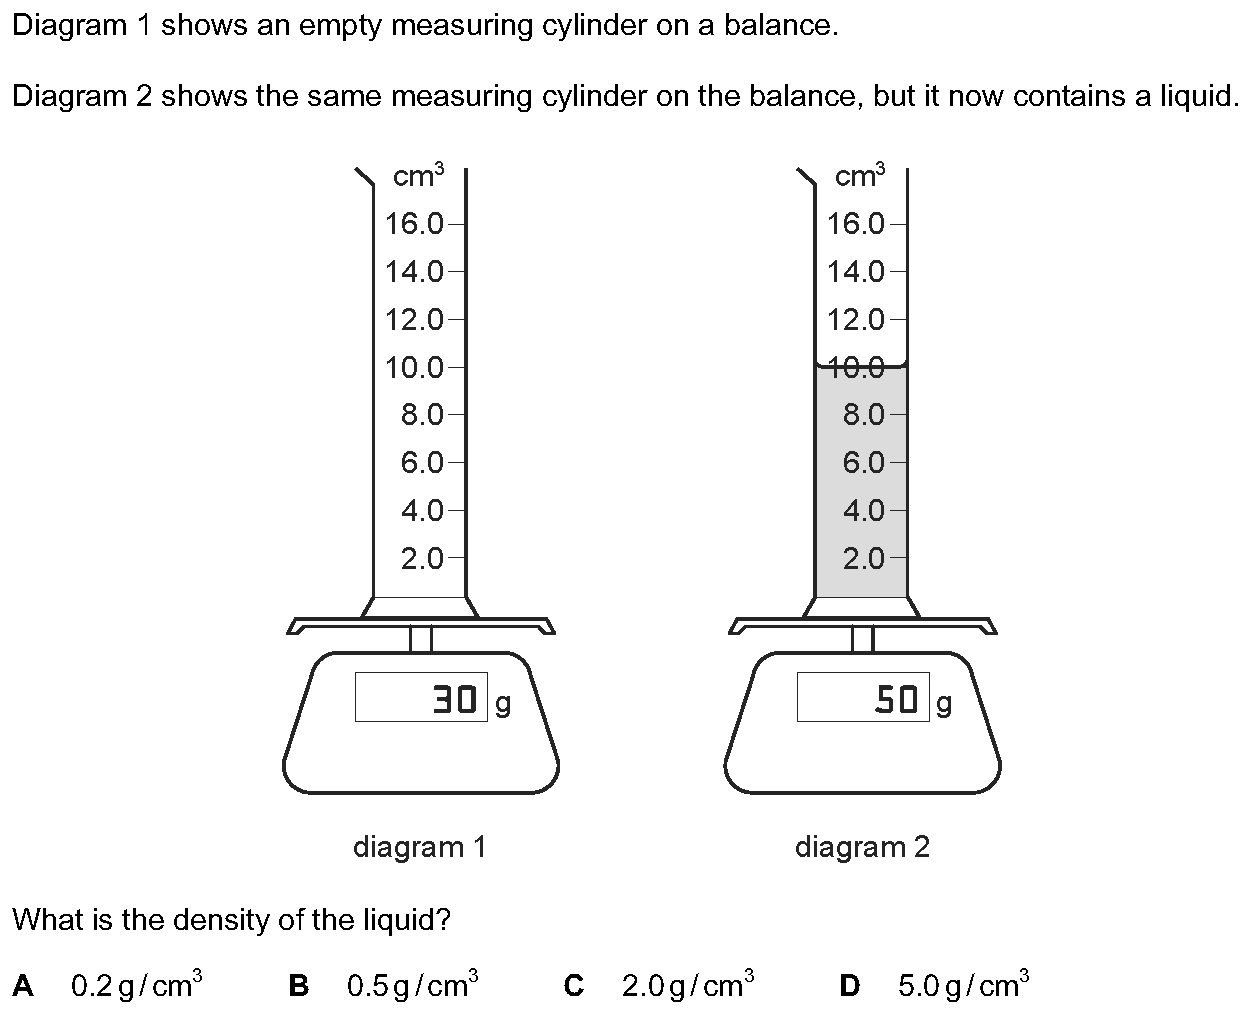 Diagram 1 shows an empty measuring cylinder on a balance.
Diagram 2 shows the same measuring cylinder on the balance, but it now contains a liquid.
cm³
16.0
14.0
12.0
10.0
8.0
6.0
4.0
2.0
30 g
diagram 1
cm³
16.0
14.0
12.0
10.0
8.0
6.0
4.0
2.0
50 g
diagram 2
What is the density of the liquid?
A 0.2 g / cm³ B 0.5 g / cm³ C 2.0 g / cm³ D 5.0 g / cm³